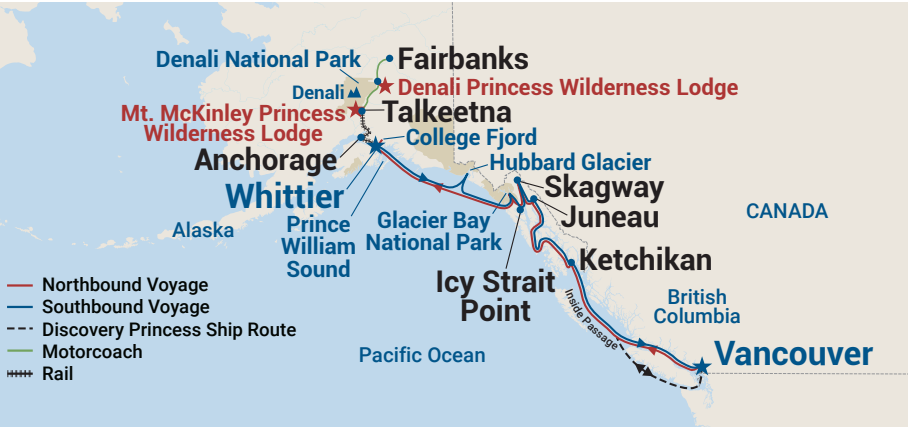 Fairbanks
Denali National Park
Denali
Denali Princess Wilderness Lodge
Mt. McKinley Princess
Wilderness Lodge
Talkeetna
College Fjord
Anchorage
Hubbard Glacier
Whittier
Skagway
Juneau
Prince
William
Sound
Glacier Bay
National Park
Alaska
CANADA
Icy Strait
Point
Ketchikan
Northbound Voyage
Southbound Voyage
Discovery Princess Ship Route
Motorcoach
Rail
Inside Passage
British
Columbia
Pacific Ocean
Vancouver